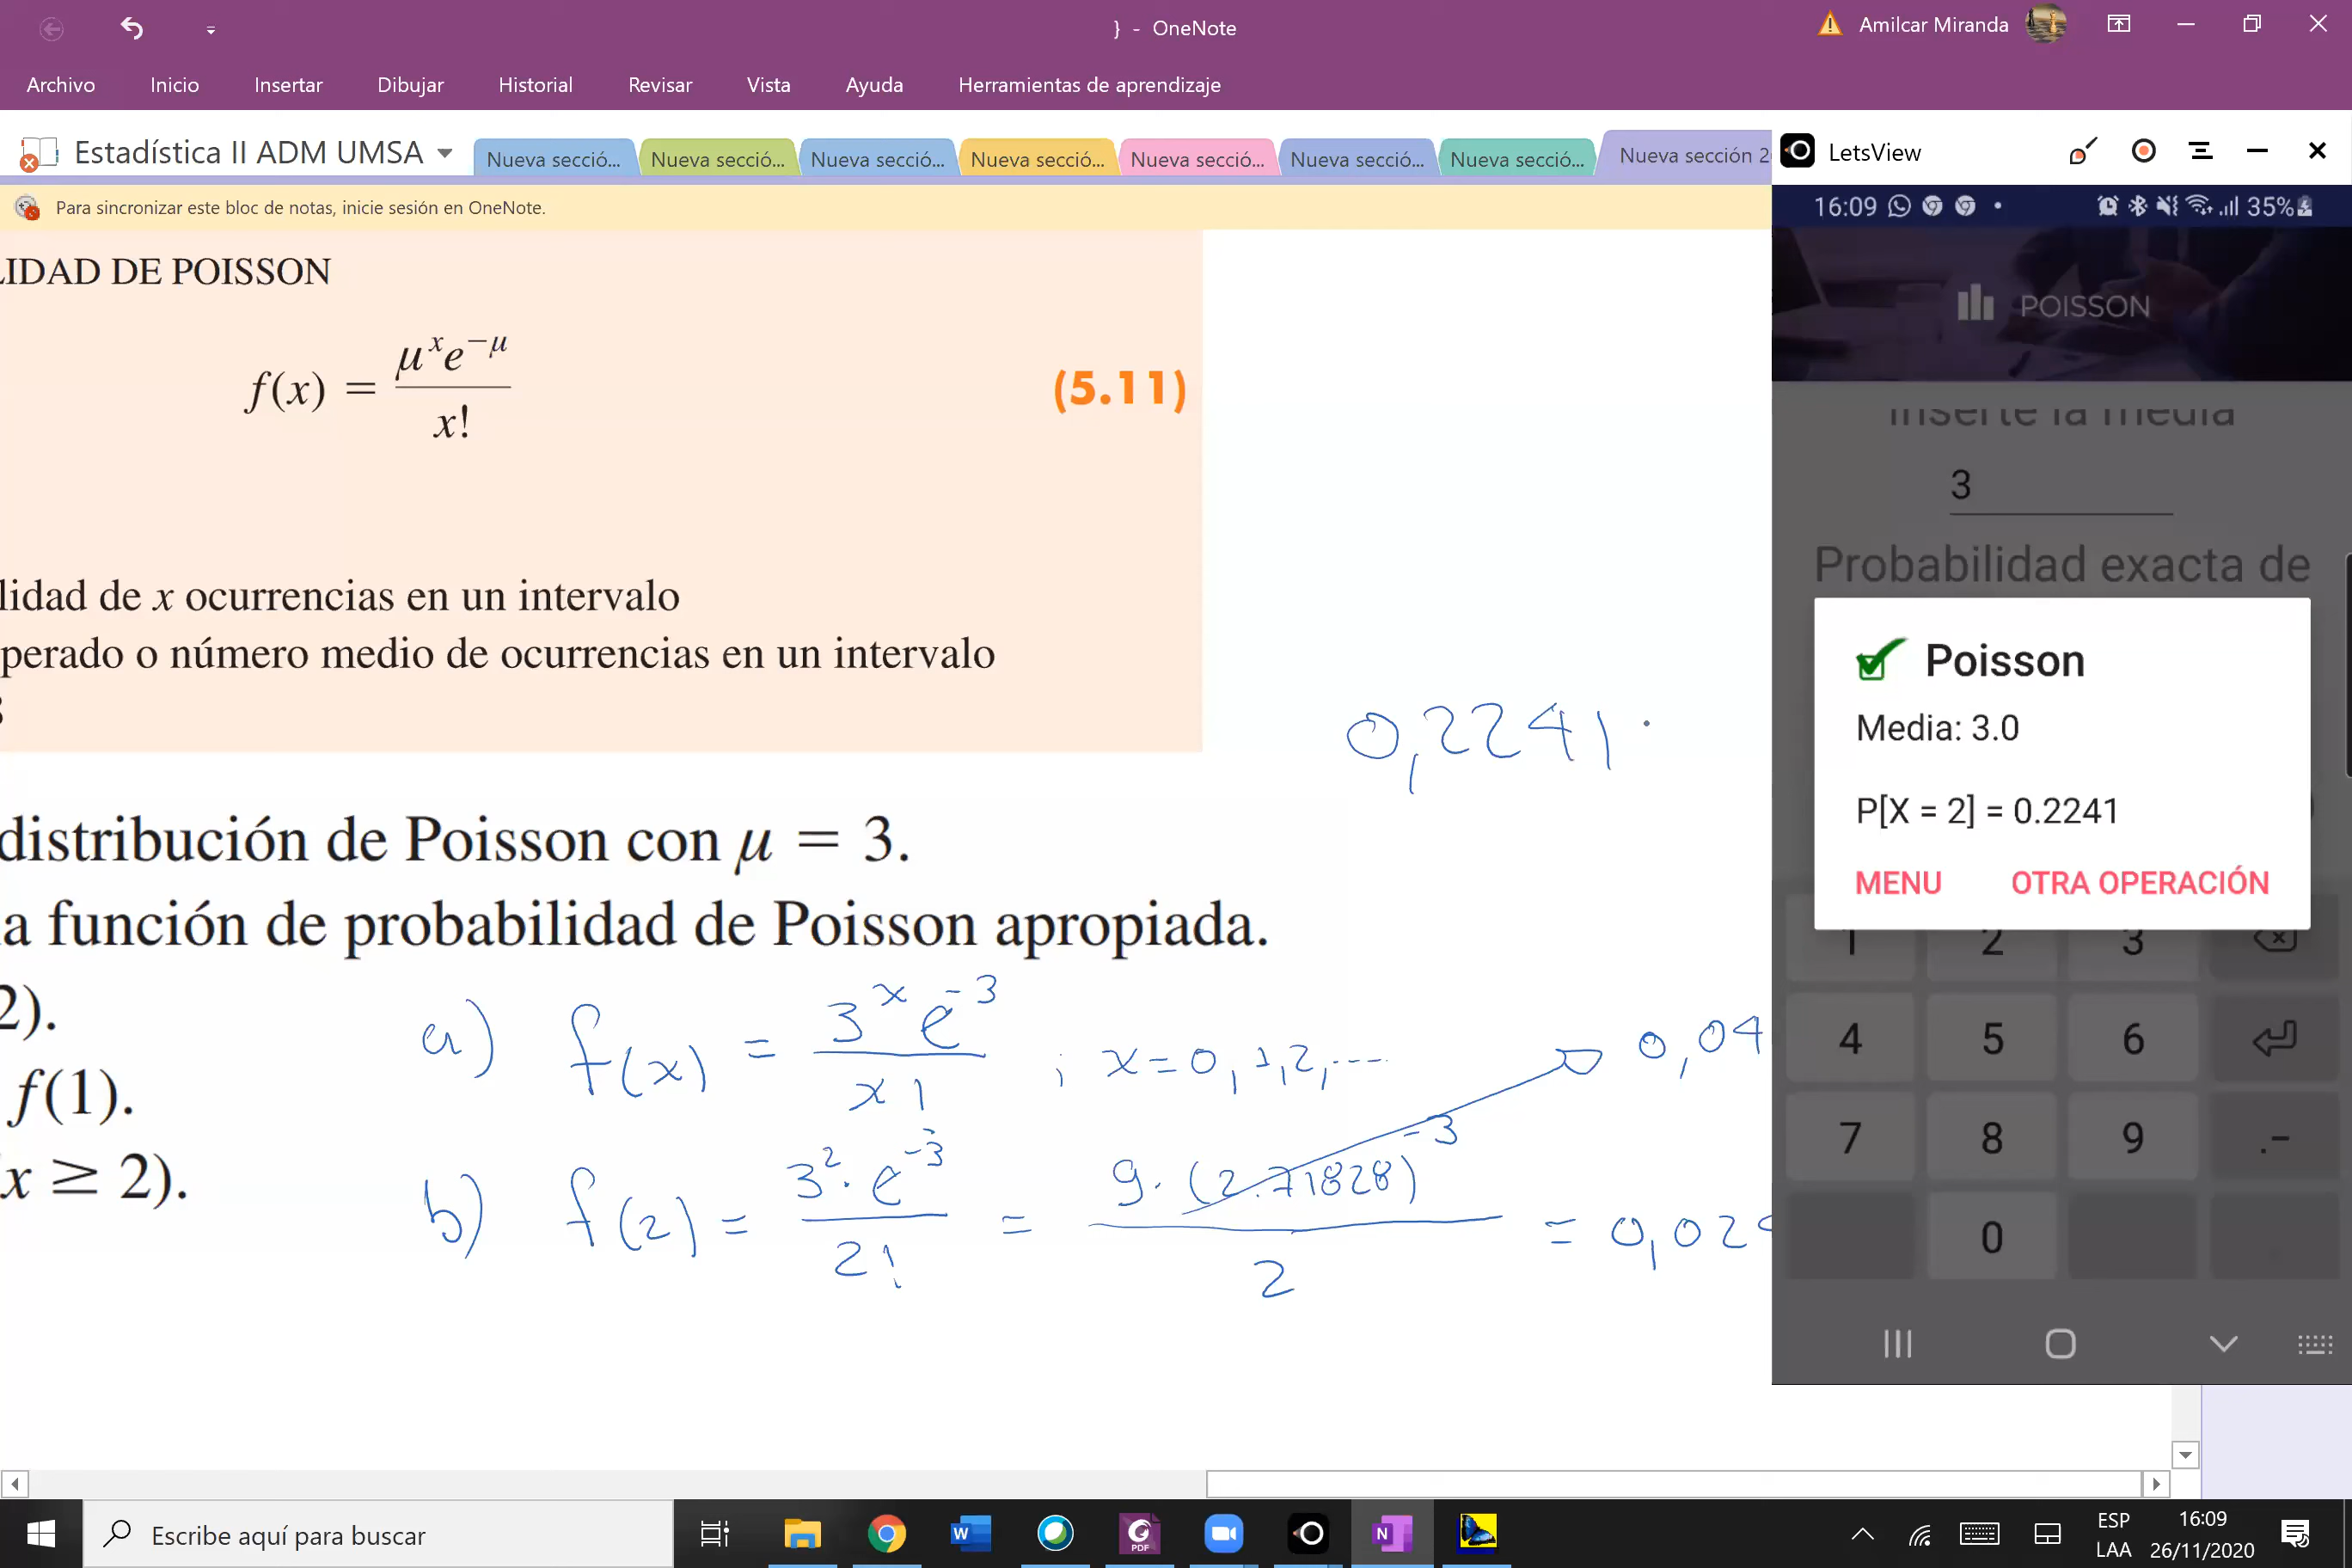 } - OneNote
Amilcar Miranda
Archivo Inicio Insertar Dibujar Historial Revisar Vista Ayuda Herramientas de aprendizaje
Estadística II ADM UMSA
Nueva secció... Nueva secció... Nueva secció... Nueva secció... Nueva secció... Nueva secció... Nueva secció... Nueva sección 2
LetsView
Para sincronizar este bloc de notas, inicie sesión en OneNote.
16:09 35%
LIDAD DE POISSON
f(x) = μ^x e^−μ / x!
(5.11)
lidad de x ocurrencias en un intervalo
perado o número medio de ocurrencias en un intervalo
0,2241
distribución de Poisson con μ = 3.
a función de probabilidad de Poisson apropiada.
2).
f(1).
x ≥ 2).
a) f(x) = 3^x e^-3 / x! ; x = 0, 1, 2, ....
0,04
b) f(2) = 3^2 . e^-3 / 2! = 9 . (2.71828)^-3 / 2 = 0,02
POISSON
Inserte la media
3
Probabilidad exacta de
Poisson
Media: 3.0
P[X = 2] = 0.2241
MENU OTRA OPERACIÓN
1 2 3
4 5 6
7 8 9 .-
0
Escribe aquí para buscar
ESP
LAA
16:09
26/11/2020